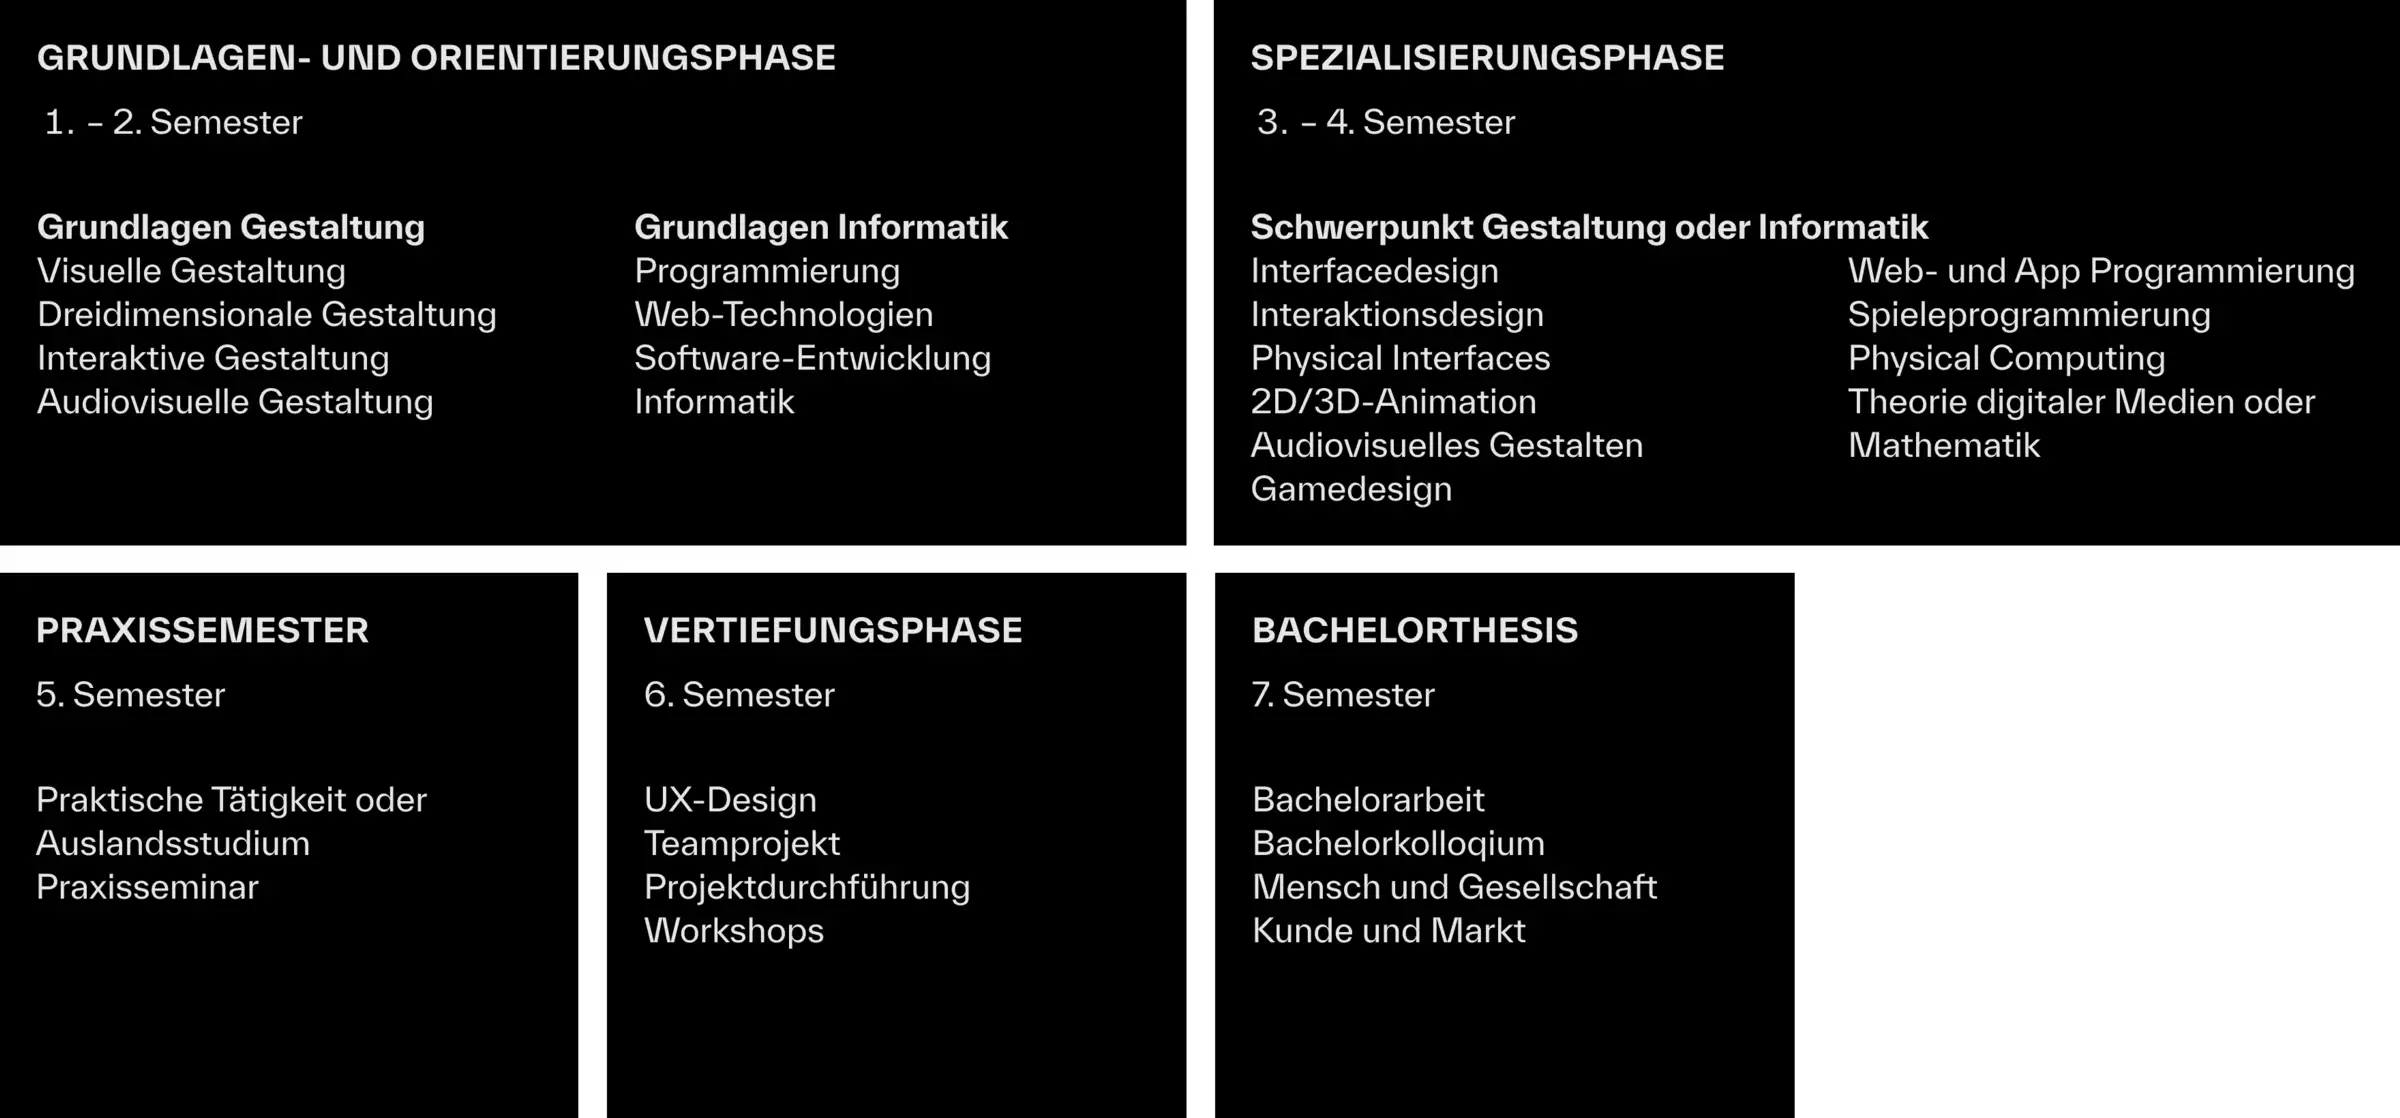 GRUNDLAGEN- UND ORIENTIERUNGSPHASE
1. – 2. Semester
Grundlagen Gestaltung
Visuelle Gestaltung
Dreidimensionale Gestaltung
Interaktive Gestaltung
Audiovisuelle Gestaltung
Grundlagen Informatik
Programmierung
Web-Technologien
Software-Entwicklung
Informatik
SPEZIALISIERUNGSPHASE
3. – 4. Semester
Schwerpunkt Gestaltung oder Informatik
Interfacedesign
Interaktionsdesign
Physical Interfaces
2D/3D-Animation
Audiovisuelles Gestalten
Gamedesign
Web- und App Programmierung
Spieleprogrammierung
Physical Computing
Theorie digitaler Medien oder
Mathematik
PRAXISSEMESTER
5. Semester
Praktische Tätigkeit oder
Auslandsstudium
Praxisseminar
VERTIEFUNGSPHASE
6. Semester
UX-Design
Teamprojekt
Projektdurchführung
Workshops
BACHELORTHESIS
7. Semester
Bachelorarbeit
Bachelorkolloqium
Mensch und Gesellschaft
Kunde und Markt